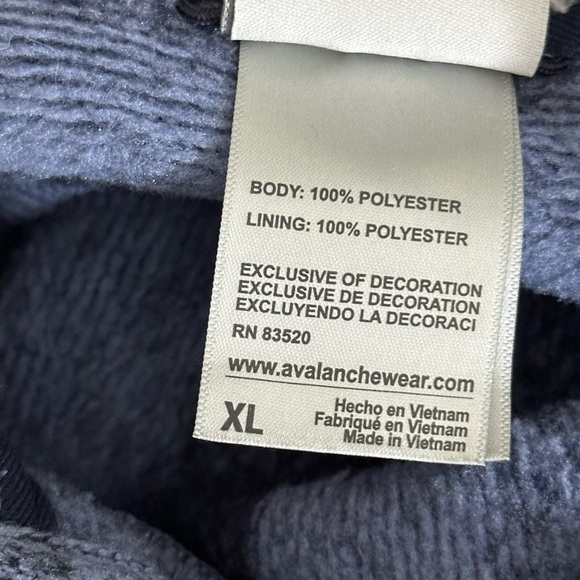 BODY: 100% POLYESTER
LINING: 100% POLYESTER
EXCLUSIVE OF DECORATION
EXCLUSIVE DE DECORATION
EXCLUYENDO LA DECORACI
RN 83520
www.avalanchewear.com
XL
Hecho en Vietnam
Fabriqué en Vietnam
Made in Vietnam